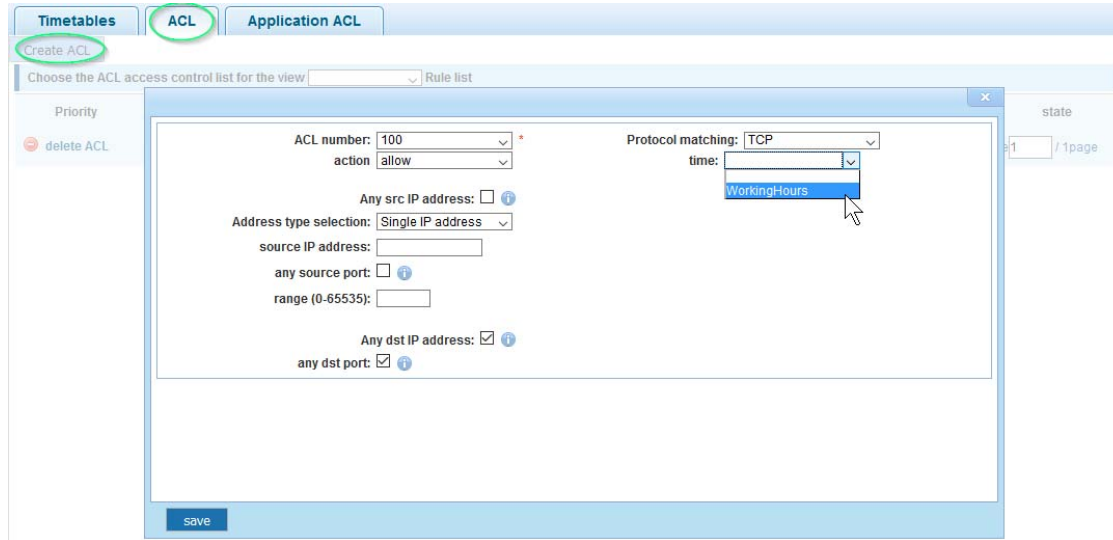 Timetables ACL Application ACL
Create ACL
Choose the ACL access control list for the view Rule list
Priority state
ACL number: 100 * Protocol matching: TCP
delete ACL 1 / 1page
action allow time:
WorkingHours
Any src IP address:
Address type selection: Single IP address
source IP address:
any source port:
range (0-65535):
Any dst IP address:
any dst port:
save